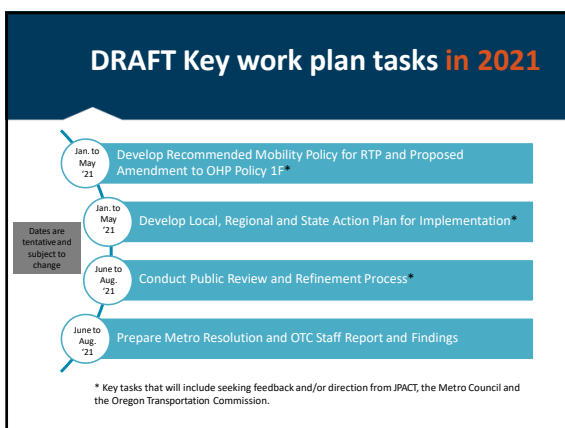 DRAFT Key work plan tasks in 2021
Jan. to
May
'21
Develop Recommended Mobility Policy for RTP and Proposed
Amendment to OHP Policy 1F*
Jan. to
May
'21
Develop Local, Regional and State Action Plan for Implementation*
Dates are
tentative and
subject to
change
June to
Aug.
'21
Conduct Public Review and Refinement Process*
June to
Aug.
'21
Prepare Metro Resolution and OTC Staff Report and Findings
* Key tasks that will include seeking feedback and/or direction from JPACT, the Metro Council and
the Oregon Transportation Commission.